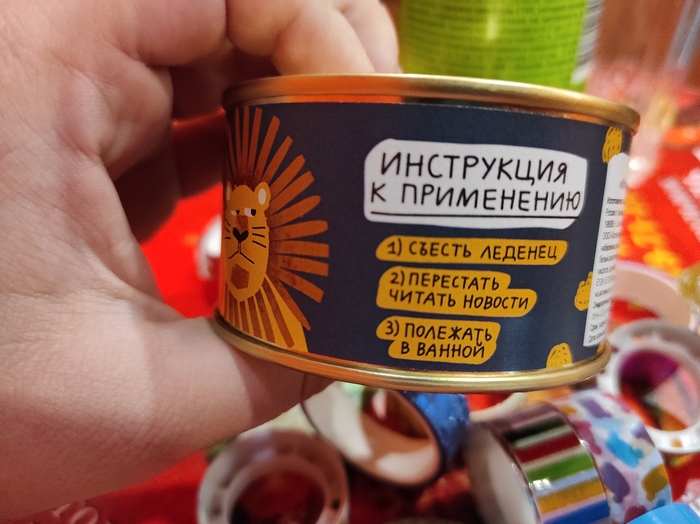 ИНСТРУКЦИЯ
К ПРИМЕНЕНИЮ
1) СЪЕСТЬ ЛЕДЕНЕЦ
2) ПЕРЕСТАТЬ
ЧИТАТЬ НОВОСТИ
3) ПОЛЕЖАТЬ
В ВАННОЙ